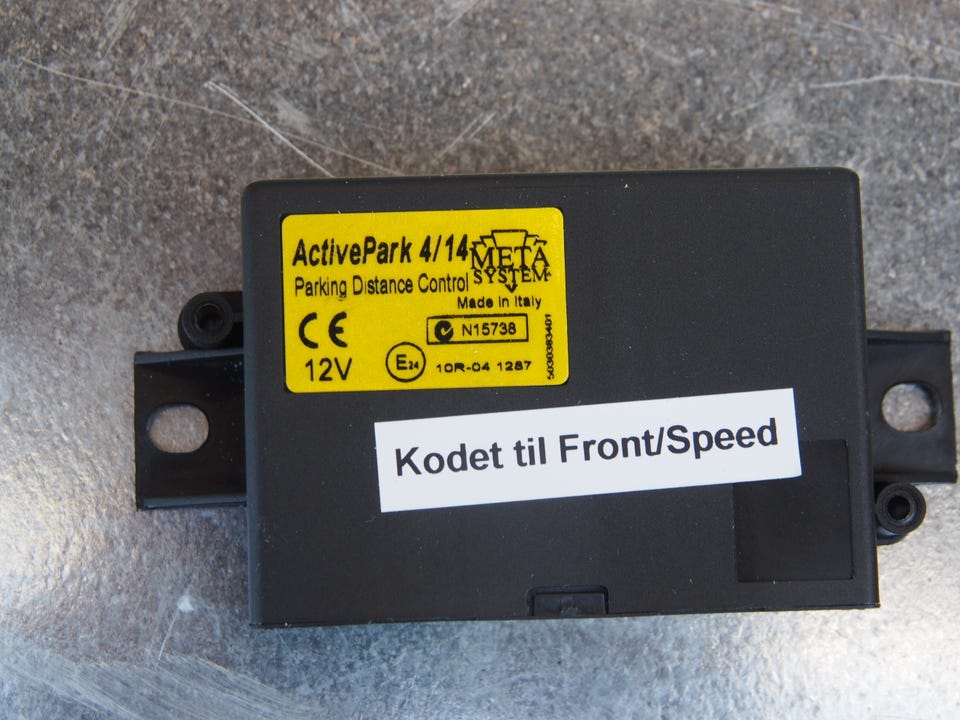 ActivePark 4/14
META
SYSTEM
Parking Distance Control
Made in Italy
CE
N15738
12V
E24
10R-04 1287
5030383401
Kodet til Front/Speed